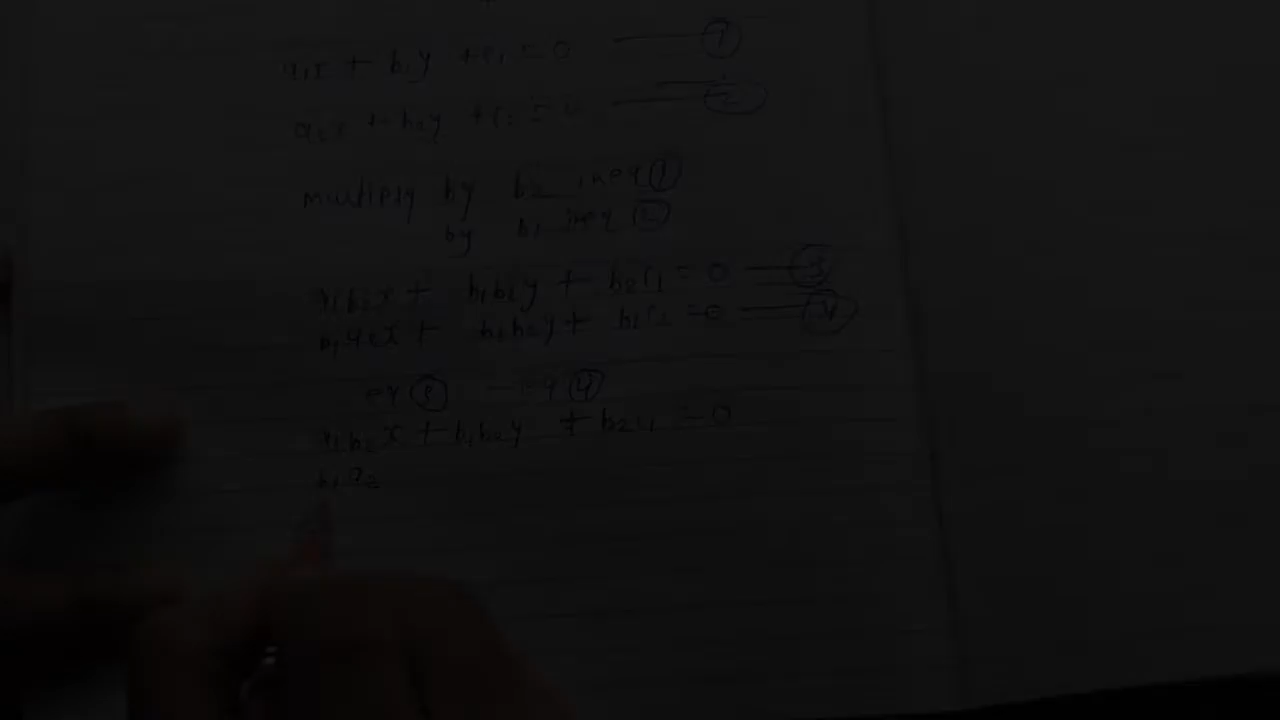 a₁x + b₁y + c₁ = 0 —— ①
a₂x + b₂y + c₂ = 0 —— ②
multiply by b₂ in eq ①
by b₁ in eq ②
a₁b₂x + b₁b₂y + b₂c₁ = 0 —— ③
b₁a₂x + b₁b₂y + b₁c₂ = 0 —— ④
eq ③ - eq ④
a₁b₂x + b₁b₂y + b₂c₁ = 0
b₁a₂